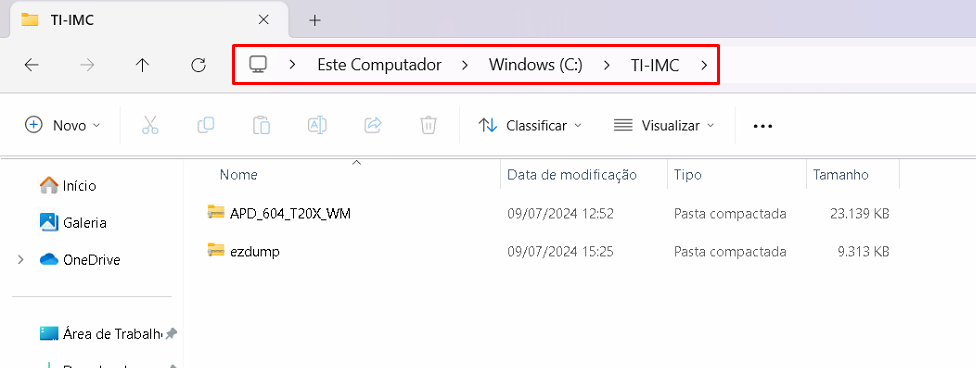 TI-IMC
Este Computador > Windows (C:) > TI-IMC >
Novo Classificar Visualizar
Nome Data de modificação Tipo Tamanho
Início
Galeria
OneDrive
Área de Trabalh
APD_604_T20X_WM 09/07/2024 12:52 Pasta compactada 23.139 KB
ezdump 09/07/2024 15:25 Pasta compactada 9.313 KB